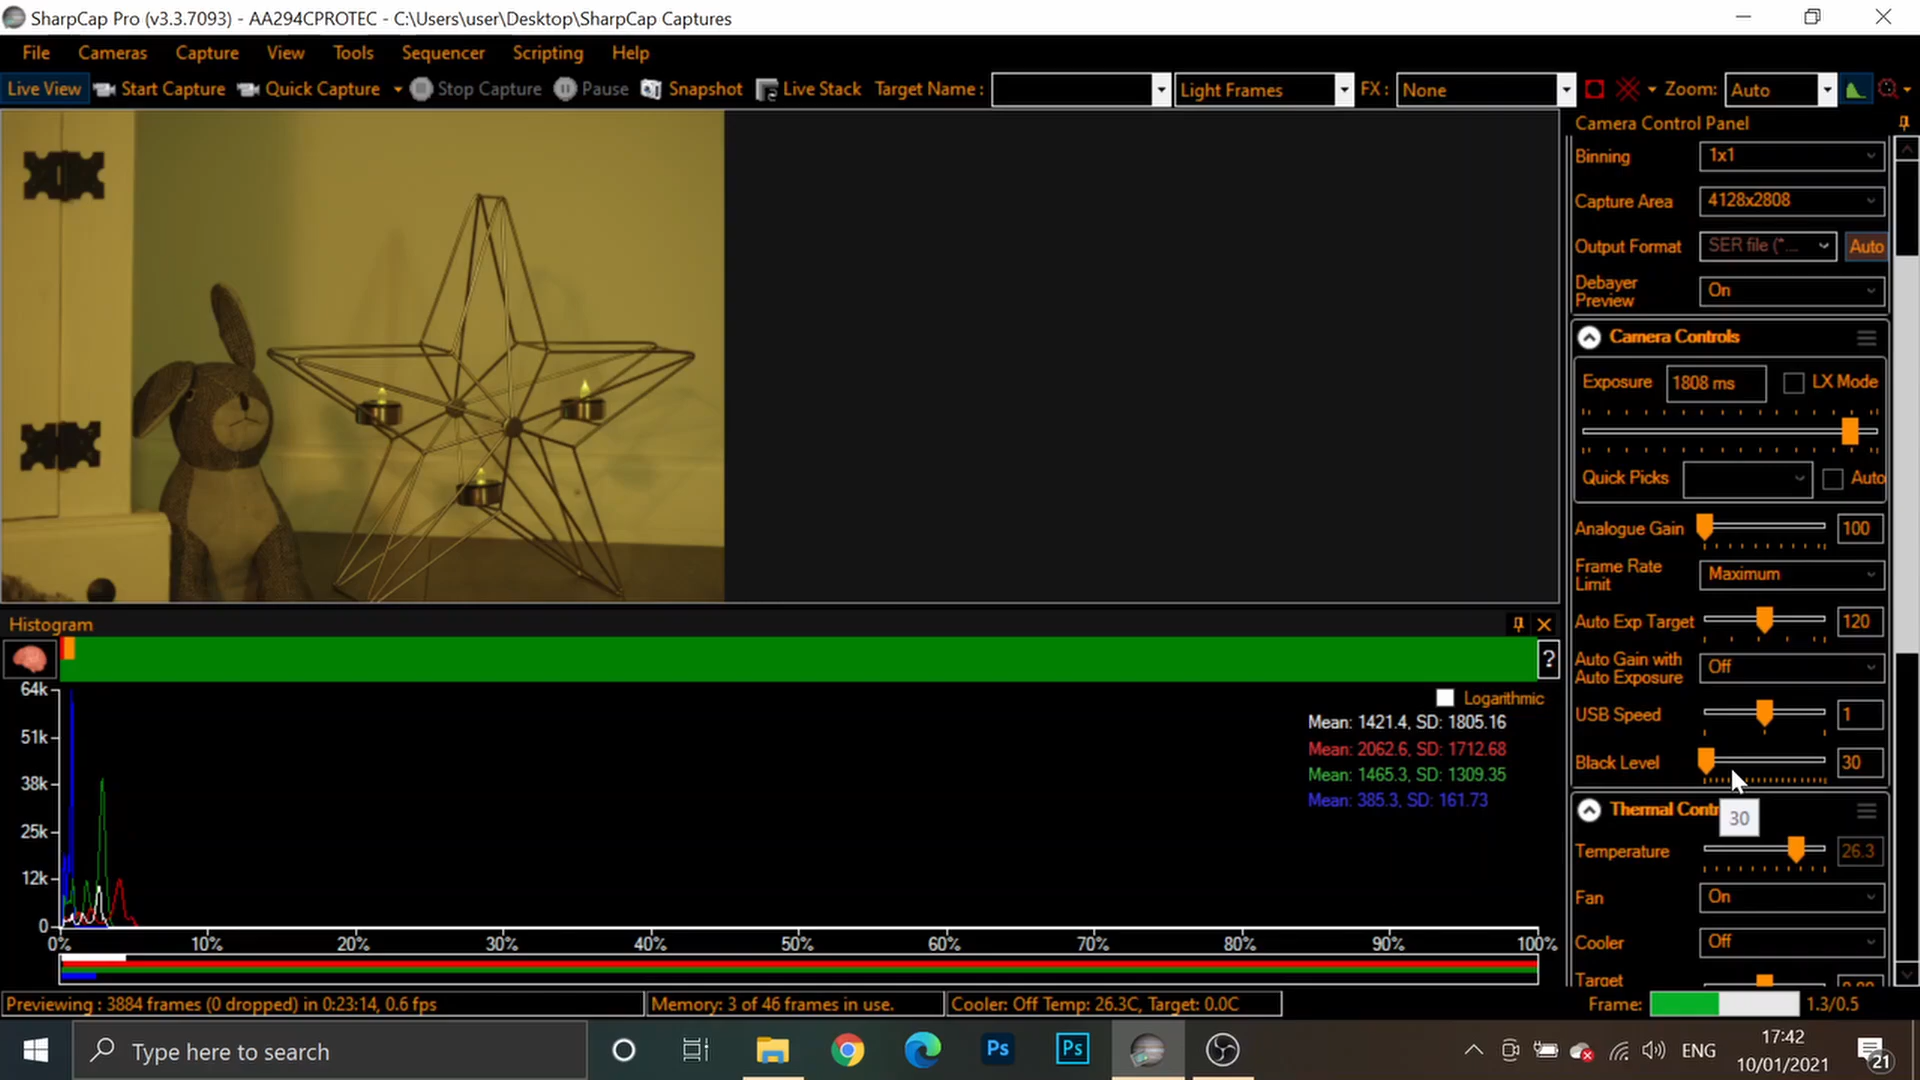 SharpCap Pro (v3.3.7093) - AA294CPROTEC - C:\Users\user\Desktop\SharpCap Captures
File Cameras Capture View Tools Sequencer Scripting Help
Live View Start Capture Quick Capture Stop Capture Pause Snapshot Live Stack Target Name : Light Frames FX : None Zoom: Auto
Camera Control Panel
Binning 1x1
Capture Area 4128x2808
Output Format SER file (*.... Auto
Debayer Preview On
Camera Controls
Exposure 1808 ms LX Mode
Quick Picks Auto
Analogue Gain 100
Frame Rate Limit Maximum
Auto Exp Target 120
Auto Gain with Auto Exposure Off
USB Speed 1
Black Level 30
Thermal Contr
30
Temperature 26.3
Fan On
Cooler Off
Target
Histogram
?
Logarithmic
Mean: 1421.4, SD: 1805.16
Mean: 2062.6, SD: 1712.68
Mean: 1465.3, SD: 1309.35
Mean: 385.3, SD: 161.73
64k
51k
38k
25k
12k
0
0% 10% 20% 30% 40% 50% 60% 70% 80% 90% 100%
Previewing : 3884 frames (0 dropped) in 0:23:14, 0.6 fps Memory: 3 of 46 frames in use. Cooler: Off Temp: 26.3C, Target: 0.0C Frame: 1.3/0.5
Type here to search Ps Ps ENG 17:42
10/01/2021 21